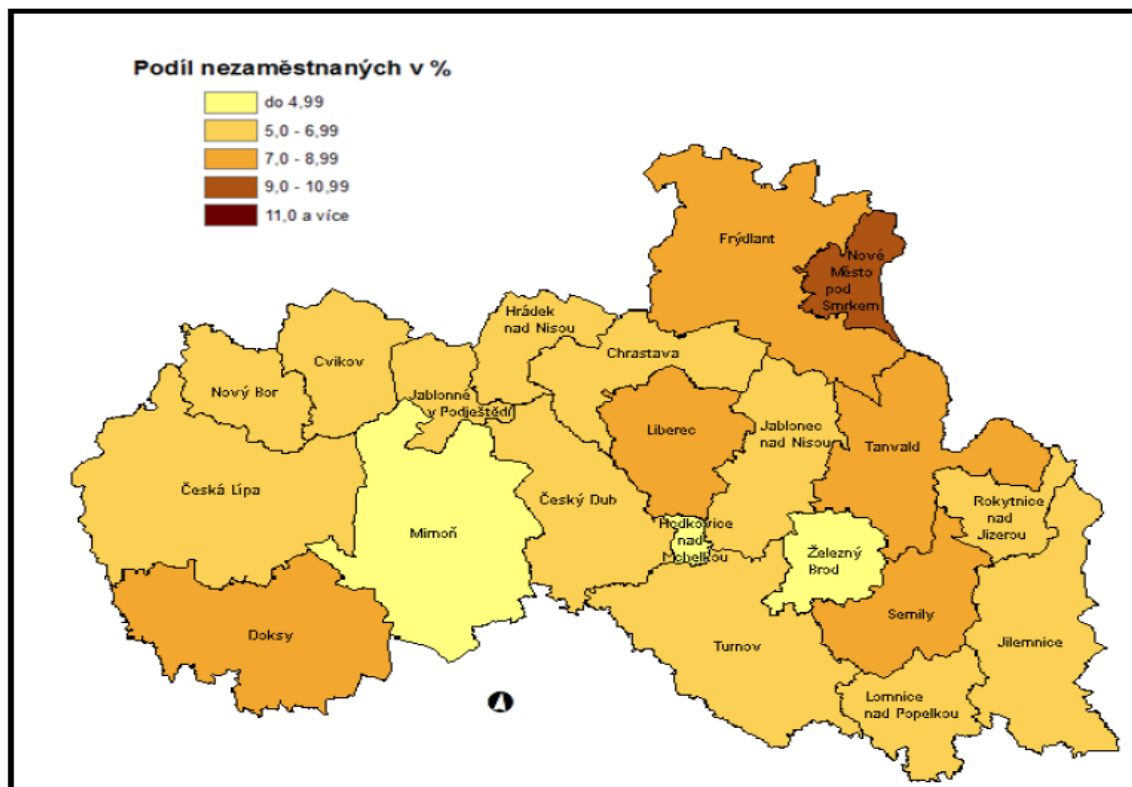 Podíl nezaměstnaných v %
do 4,99
5,0 - 6,99
7,0 - 8,99
9,0 - 10,99
11,0 a více
Frýdlant
Nové
Město
pod
Smrkem
Hrádek
nad Nisou
Chrastava
Cvikov
Nový Bor
Jablonné
v Podještědí
Liberec
Jablonec
nad Nisou
Tanvald
Česká Lípa
Český Dub
Rokytnice
nad
Jizerou
Mimoň
Hodkovice
nad
Mohelkou
Železný
Brod
Doksy
Semily
Turnov
Jilemnice
Lomnice
nad Popelkou